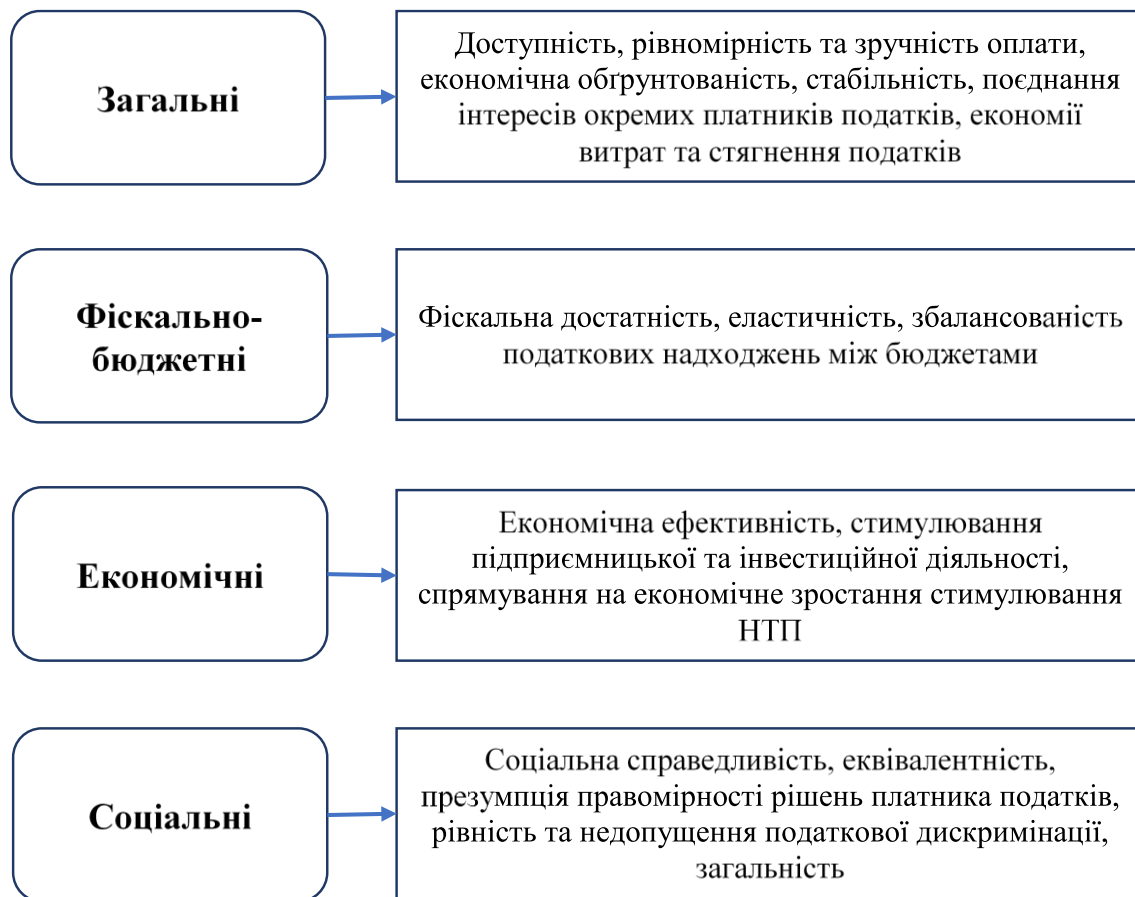 Загальні
Доступність, рівномірність та зручність оплати,
економічна обґрунтованість, стабільність, поєднання
інтересів окремих платників податків, економії
витрат та стягнення податків
Фіскально-
бюджетні
Фіскальна достатність, еластичність, збалансованість
податкових надходжень між бюджетами
Економічні
Економічна ефективність, стимулювання
підприємницької та інвестиційної діяльності,
спрямування на економічне зростання стимулювання
НТП
Соціальні
Соціальна справедливість, еквівалентність,
презумпція правомірності рішень платника податків,
рівність та недопущення податкової дискримінації,
загальність